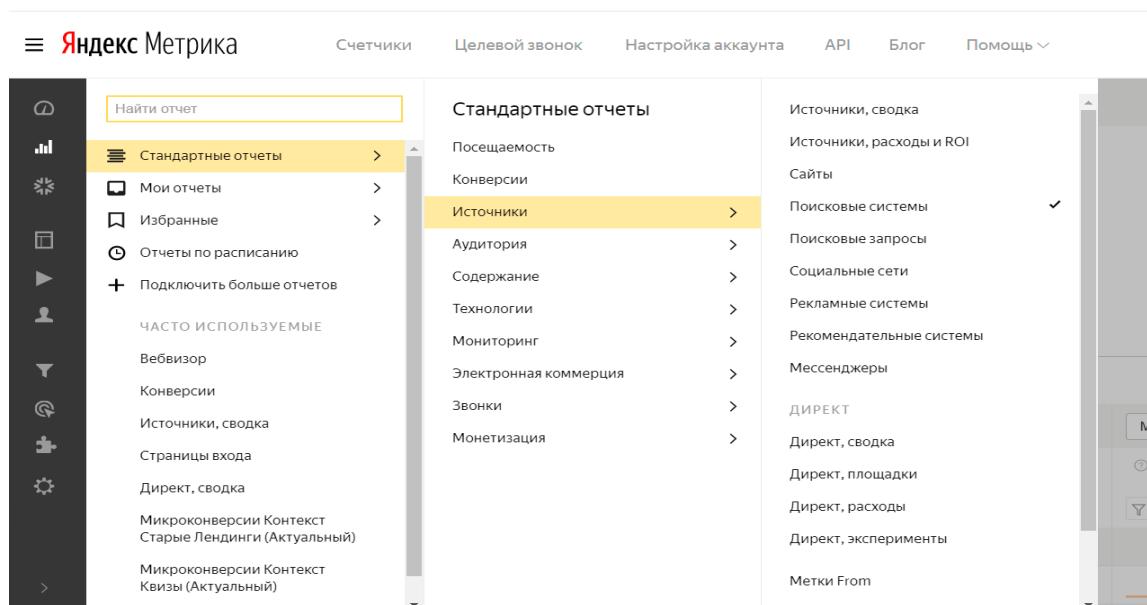 Яндекс Метрика
Счетчики
Целевой звонок
Настройка аккаунта
API
Блог
Помощь
Найти отчет
Стандартные отчеты
Мои отчеты
Избранные
Отчеты по расписанию
Подключить больше отчетов
ЧАСТО ИСПОЛЬЗУЕМЫЕ
Вебвизор
Конверсии
Источники, сводка
Страницы входа
Директ, сводка
Микроконверсии Контекст
Старые Лендинги (Актуальный)
Микроконверсии Контекст
Квизы (Актуальный)
Стандартные отчеты
Посещаемость
Конверсии
Источники
Аудитория
Содержание
Технологии
Мониторинг
Электронная коммерция
Звонки
Монетизация
Источники, сводка
Источники, расходы и ROI
Сайты
Поисковые системы
Поисковые запросы
Социальные сети
Рекламные системы
Рекомендательные системы
Мессенджеры
ДИРЕКТ
Директ, сводка
Директ, площадки
Директ, расходы
Директ, эксперименты
Метки From